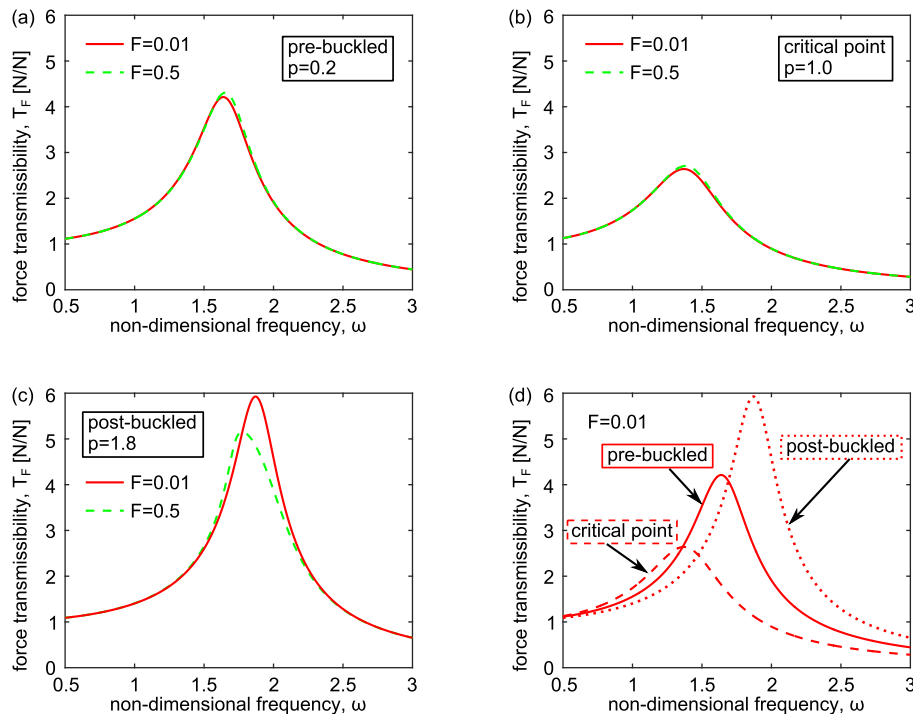 (a)
6
5
4
3
2
1
0
force transmissibility, T_F [N/N]
F=0.01
F=0.5
pre-buckled
p=0.2
0.5 1 1.5 2 2.5 3
non-dimensional frequency, ω
(b)
6
5
4
3
2
1
0
force transmissibility, T_F [N/N]
F=0.01
F=0.5
critical point
p=1.0
0.5 1 1.5 2 2.5 3
non-dimensional frequency, ω
(c)
6
5
4
3
2
1
0
force transmissibility, T_F [N/N]
post-buckled
p=1.8
F=0.01
F=0.5
0.5 1 1.5 2 2.5 3
non-dimensional frequency, ω
(d)
6
5
4
3
2
1
0
force transmissibility, T_F [N/N]
F=0.01
pre-buckled
post-buckled
critical point
0.5 1 1.5 2 2.5 3
non-dimensional frequency, ω